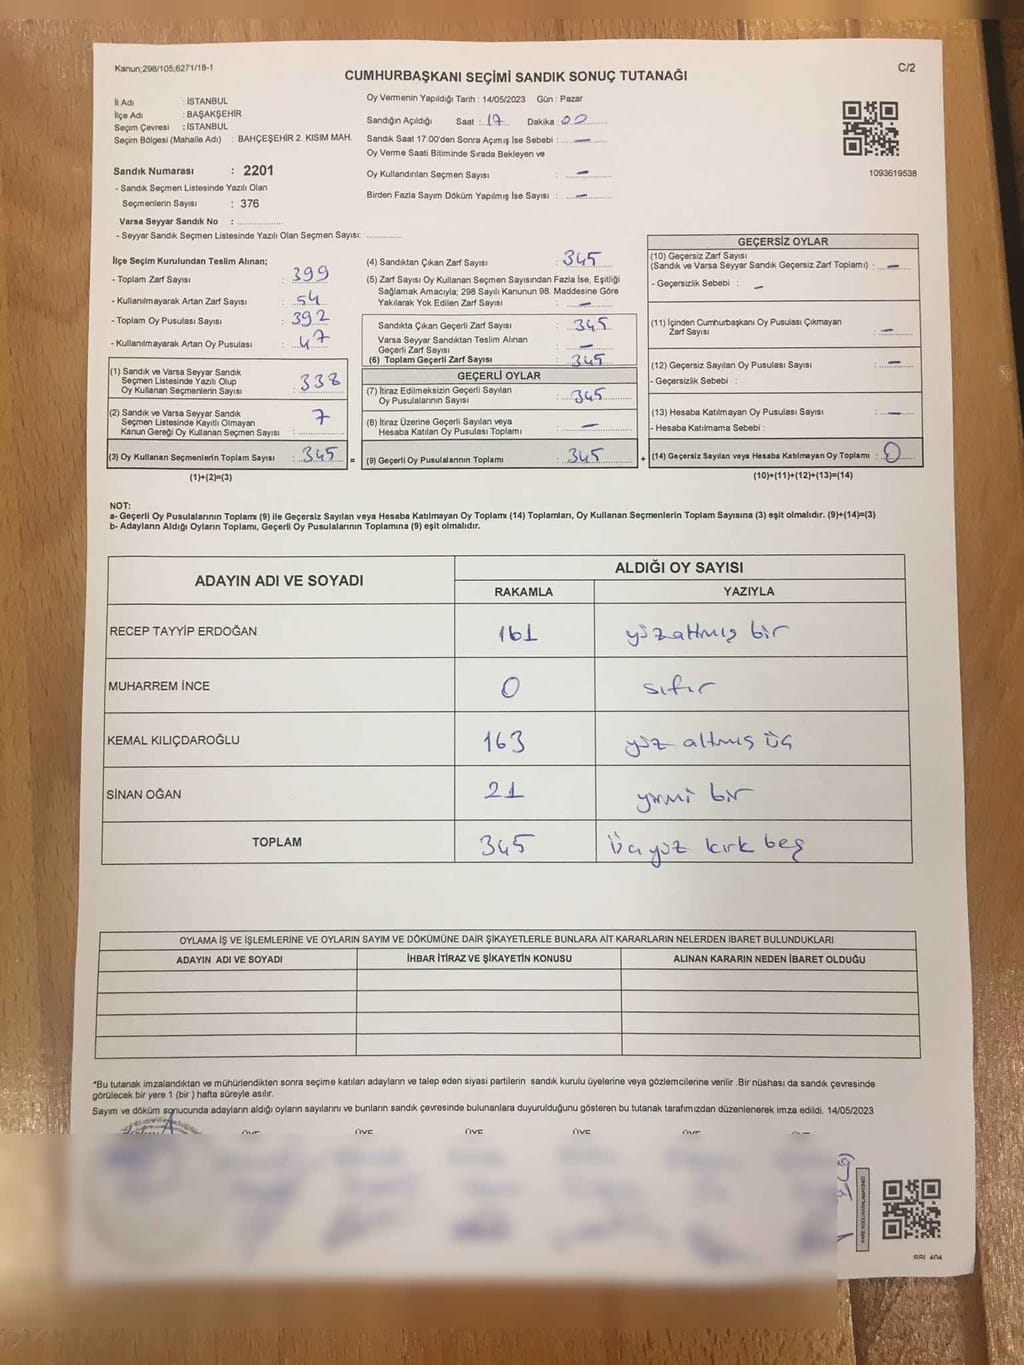 Kanun;298/105;6271/18-1
C/2
CUMHURBAŞKANI SEÇİMİ SANDIK SONUÇ TUTANAĞI
İl Adı : İSTANBUL
İlçe Adı : BAŞAKŞEHİR
Seçim Çevresi : İSTANBUL
Seçim Bölgesi (Mahalle Adı) : BAHÇEŞEHİR 2. KISIM MAH.
Sandık Numarası : 2201
- Sandık Seçmen Listesinde Yazılı Olan
Seçmenlerin Sayısı : 376
Varsa Seyyar Sandık No : ..................
- Seyyar Sandık Seçmen Listesinde Yazılı Olan Seçmen Sayısı: ..............
Oy Vermenin Yapıldığı Tarih : 14/05/2023 Gün : Pazar
Sandığın Açıldığı Saat : 17 Dakika : 00
Sandık Saat 17:00'den Sonra Açımış İse Sebebi : —
Oy Verme Saati Bitiminde Sırada Bekleyen ve
Oy Kullandırılan Seçmen Sayısı : —
Birden Fazla Sayım Döküm Yapılmış İse Sayısı : —
1093619538
İlçe Seçim Kurulundan Teslim Alınan;
- Toplam Zarf Sayısı : 399
- Kullanılmayarak Artan Zarf Sayısı : 54
- Toplam Oy Pusulası Sayısı : 392
- Kullanılmayarak Artan Oy Pusulası : 47
(1) Sandık ve Varsa Seyyar Sandık
Seçmen Listesinde Yazılı Olup
Oy Kullanan Seçmenlerin Sayısı : 338
(2) Sandık ve Varsa Seyyar Sandık
Seçmen Listesinde Kayıtlı Olmayan
Kanun Gereği Oy Kullanan Seçmen Sayısı : 7
(3) Oy Kullanan Seçmenlerin Toplam Sayısı : 345 =
(1)+(2)=(3)
(4) Sandıktan Çıkan Zarf Sayısı : 345
(5) Zarf Sayısı Oy Kullanan Seçmen Sayısından Fazla İse, Eşitliği
Sağlamak Amacıyla; 298 Sayılı Kanunun 98. Maddesine Göre
Yakılarak Yok Edilen Zarf Sayısı : —
Sandıkta Çıkan Geçerli Zarf Sayısı : 345
Varsa Seyyar Sandıktan Teslim Alınan
Geçerli Zarf Sayısı : —
(6) Toplam Geçerli Zarf Sayısı : 345
GEÇERLİ OYLAR
(7) İtiraz Edilmeksizin Geçerli Sayılan
Oy Pusulalarının Sayısı : 345
(8) İtiraz Üzerine Geçerli Sayılan veya
Hesaba Katılan Oy Pusulası Toplamı : —
(9) Geçerli Oy Pusulalarının Toplamı : 345 +
GEÇERSİZ OYLAR
(10) Geçersiz Zarf Sayısı
(Sandık ve Varsa Seyyar Sandık Geçersiz Zarf Toplamı) : —
- Geçersizlik Sebebi : —
(11) İçinden Cumhurbaşkanı Oy Pusulası Çıkmayan
Zarf Sayısı : —
(12) Geçersiz Sayılan Oy Pusulası Sayısı : —
- Geçersizlik Sebebi :
(13) Hesaba Katılmayan Oy Pusulası Sayısı : —
- Hesaba Katılmama Sebebi :
(14) Geçersiz Sayılan veya Hesaba Katılmayan Oy Toplamı : 0
(10)+(11)+(12)+(13)=(14)
NOT:
a- Geçerli Oy Pusulalarının Toplamı (9) ile Geçersiz Sayılan veya Hesaba Katılmayan Oy Toplamı (14) Toplamları, Oy Kullanan Seçmenlerin Toplam Sayısına (3) eşit olmalıdır. (9)+(14)=(3)
b- Adayların Aldığı Oyların Toplamı, Geçerli Oy Pusulalarının Toplamına (9) eşit olmalıdır.
ADAYIN ADI VE SOYADI
ALDIĞI OY SAYISI
RAKAMLA YAZIYLA
RECEP TAYYİP ERDOĞAN 161 yüzaltmış bir
MUHARREM İNCE 0 sıfır
KEMAL KILIÇDAROĞLU 163 yüz altmış üç
SİNAN OĞAN 21 yirmi bir
TOPLAM 345 Üçyüz kırk beş
OYLAMA İŞ VE İŞLEMLERİNE VE OYLARIN SAYIM VE DÖKÜMÜNE DAİR ŞİKAYETLERLE BUNLARA AİT KARARLARIN NELERDEN İBARET BULUNDUKLARI
ADAYIN ADI VE SOYADI İHBAR İTİRAZ VE ŞİKAYETİN KONUSU ALINAN KARARIN NEDEN İBARET OLDUĞU
*Bu tutanak imzalandıktan ve mühürlendikten sonra seçime katılan adayların ve talep eden siyasi partilerin sandık kurulu üyelerine veya gözlemcilerine verilir .Bir nüshası da sandık çevresinde
görülecek bir yere 1 (bir ) hafta süreyle asılır.
Sayım ve döküm sonucunda adayların aldığı oyların sayılarını ve bunların sandık çevresinde bulunanlara duyurulduğunu gösteren bu tutanak tarafımızdan düzenlenerek imza edildi. 14/05/2023
ÜYE ÜYE ÜYE ÜYE ÜYE